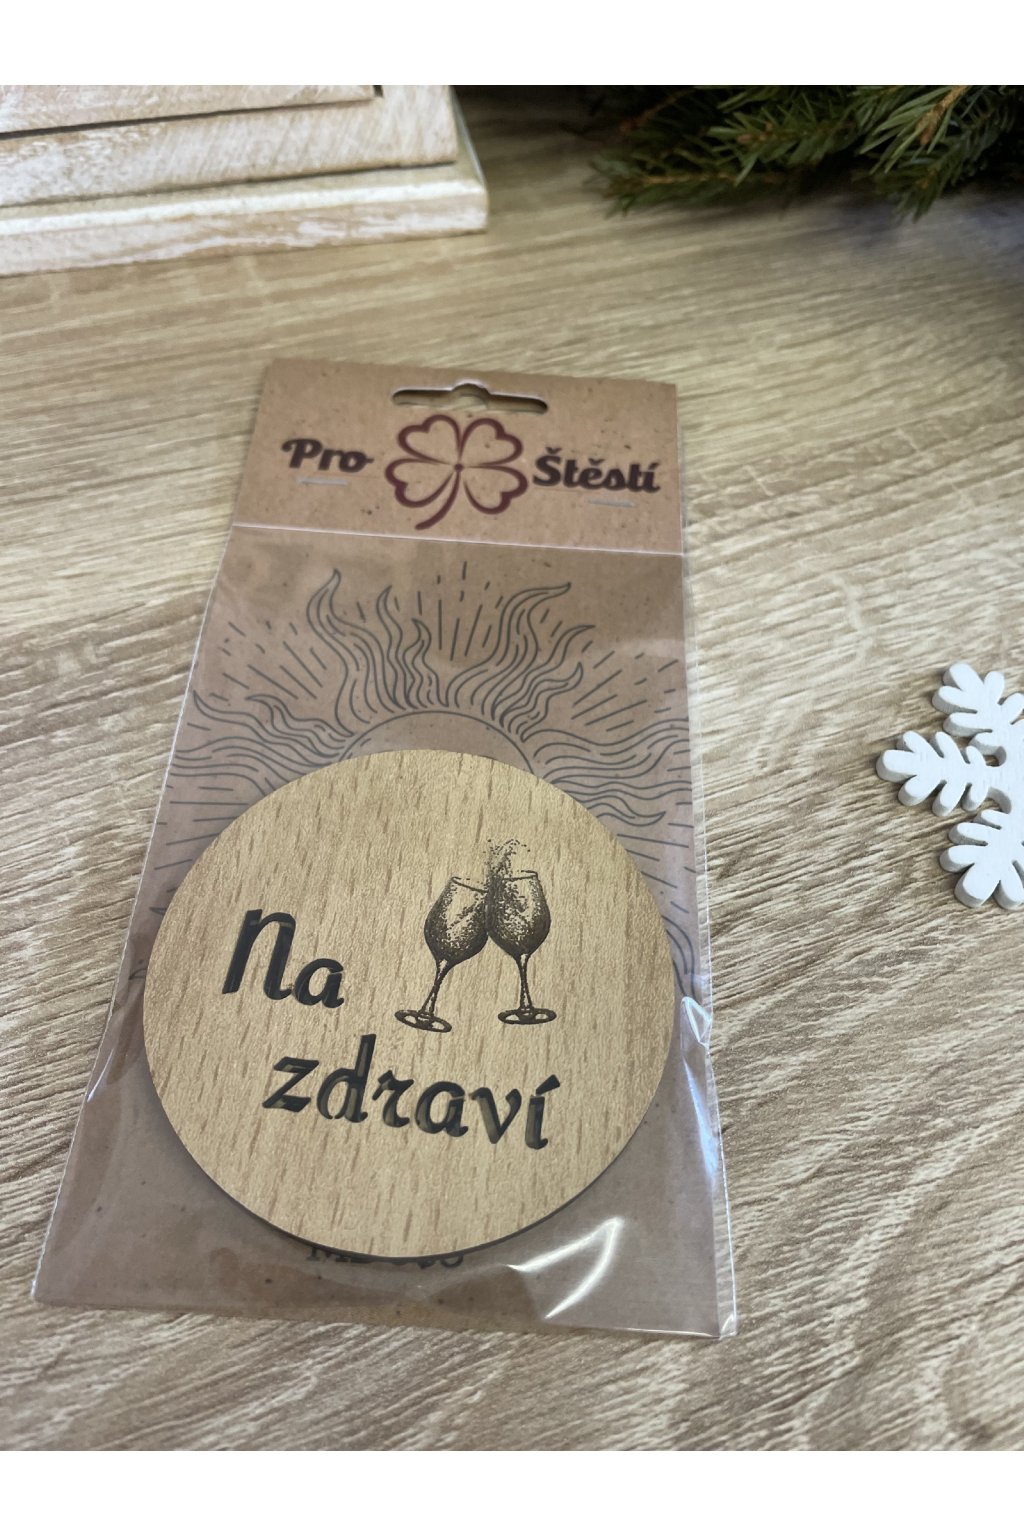 Pro Štěstí
Na
zdraví